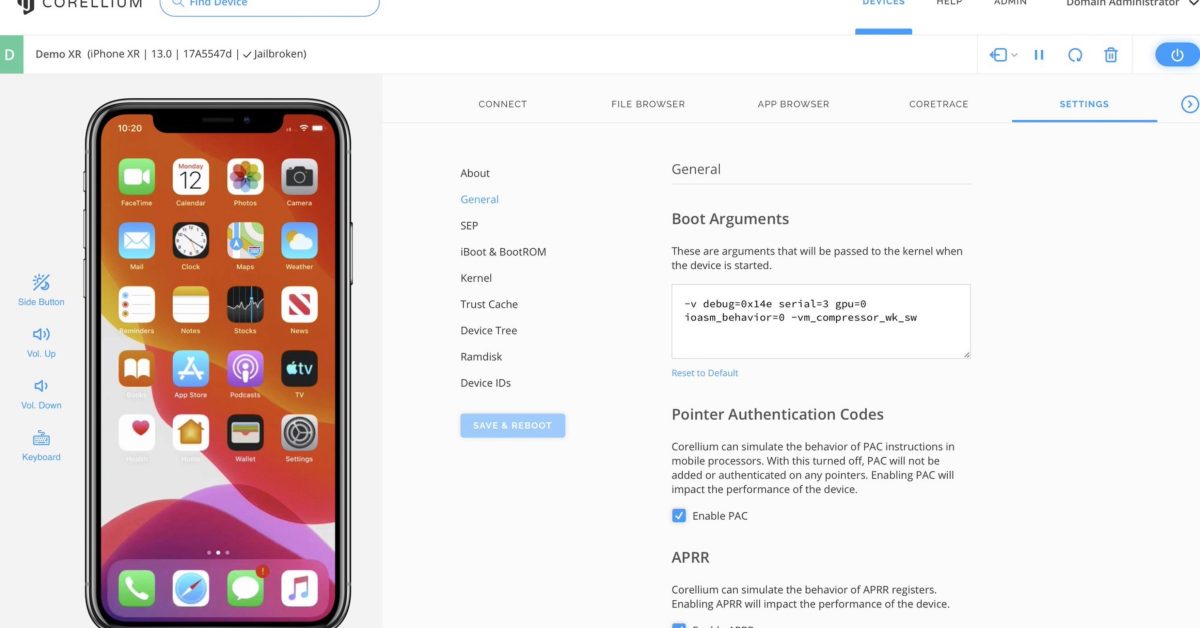 CORELLIUM
Find Device
DEVICES
HELP
ADMIN
Domain Administrator
D
Demo XR (iPhone XR | 13.0 | 17A5547d | ✓ Jailbroken)
CONNECT
FILE BROWSER
APP BROWSER
CORETRACE
SETTINGS
10:20
Monday
12
FaceTime
Calendar
Photos
Camera
Mail
Clock
Maps
Weather
Reminders
Notes
Stocks
News
Books
App Store
Podcasts
tv
TV
Health
Home
Wallet
Settings
!
Side Button
Vol. Up
Vol. Down
Keyboard
About
General
SEP
iBoot & BootROM
Kernel
Trust Cache
Device Tree
Ramdisk
Device IDs
SAVE & REBOOT
General
Boot Arguments
These are arguments that will be passed to the kernel when
the device is started.
-v debug=0x14e serial=3 gpu=0
ioasm_behavior=0 -vm_compressor_wk_sw
Reset to Default
Pointer Authentication Codes
Corellium can simulate the behavior of PAC instructions in
mobile processors. With this turned off, PAC will not be
added or authenticated on any pointers. Enabling PAC will
impact the performance of the device.
Enable PAC
APRR
Corellium can simulate the behavior of APRR registers.
Enabling APRR will impact the performance of the device.
Enable APRR